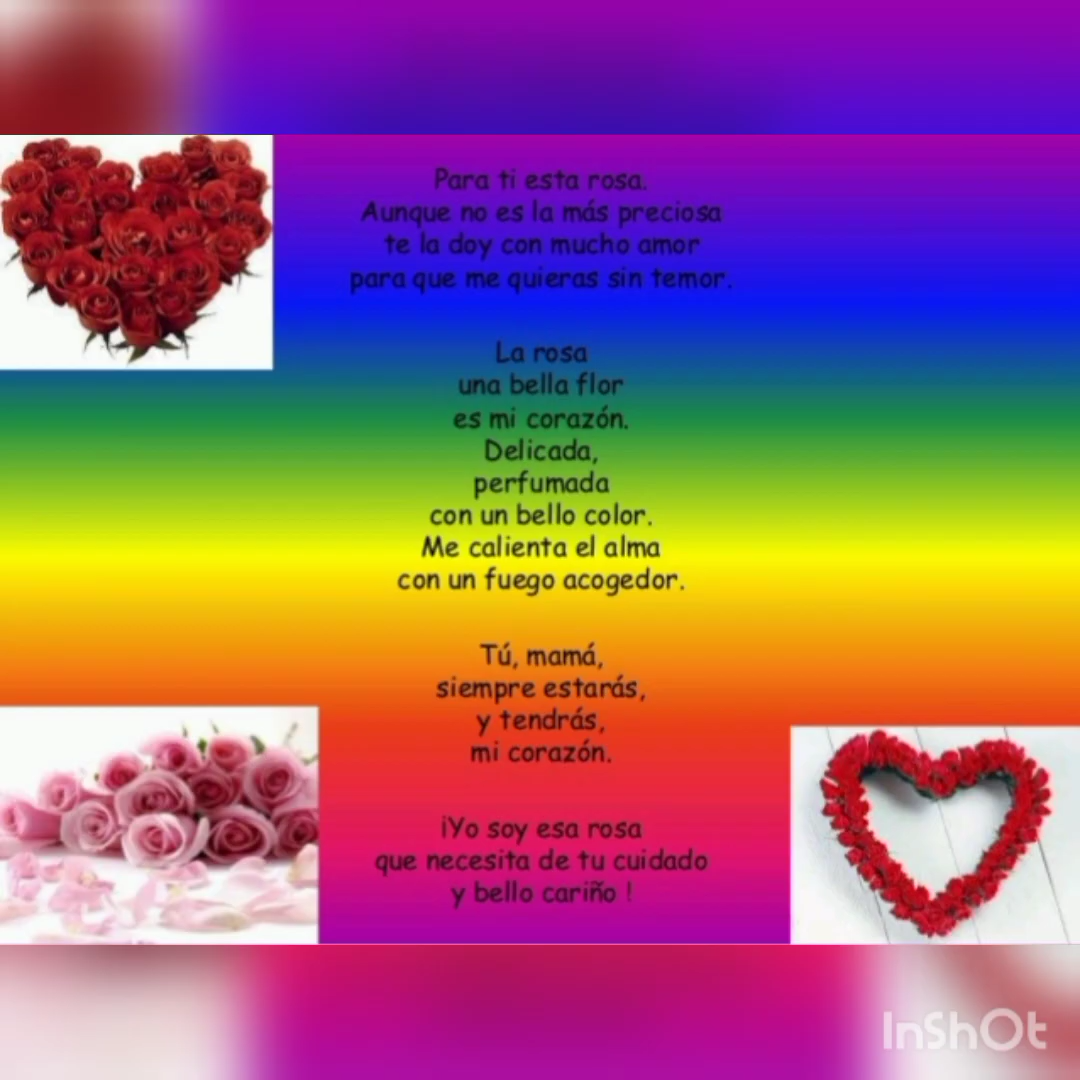 Para ti esta rosa.
Aunque no es la más preciosa
te la doy con mucho amor
para que me quieras sin temor.
La rosa
una bella flor
es mi corazón.
Delicada,
perfumada
con un bello color.
Me calienta el alma
con un fuego acogedor.
Tú, mamá,
siempre estarás,
y tendrás,
mi corazón.
¡Yo soy esa rosa
que necesita de tu cuidado
y bello cariño !
InShOt